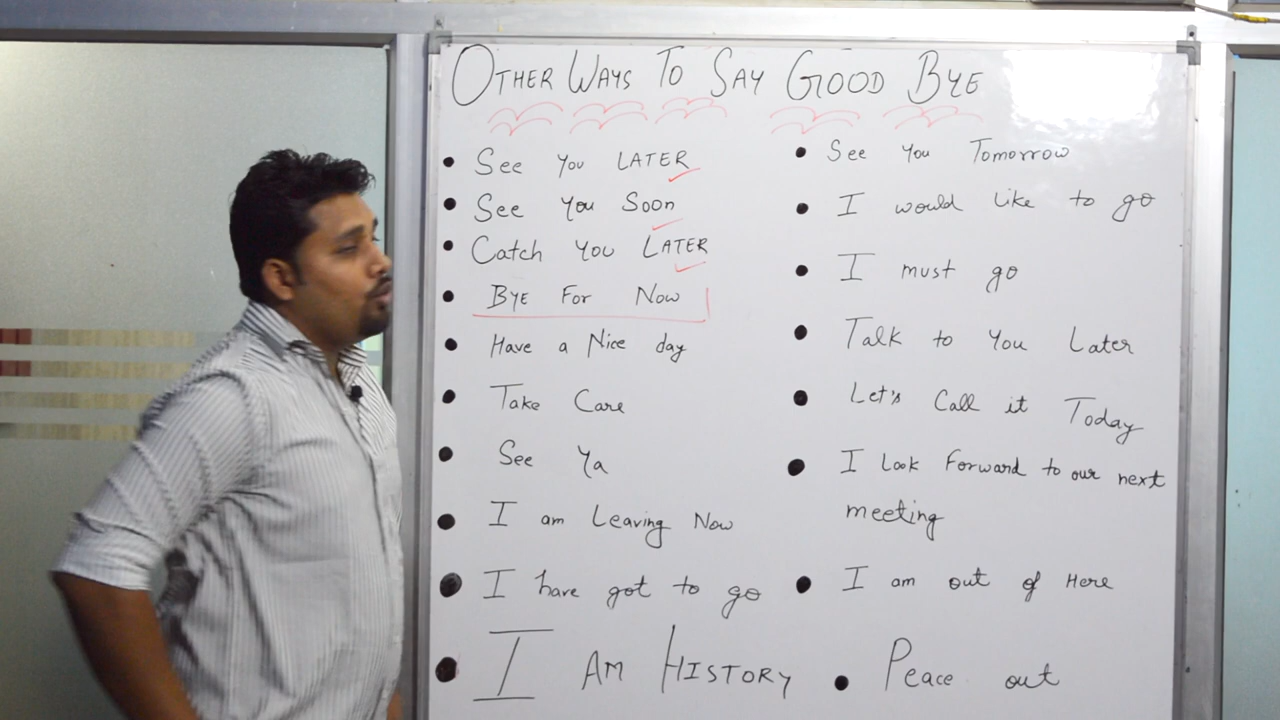 OTHER WAYS TO SAY GOOD BYE
• See You LATER
• See You Soon
• Catch You LATER
• Bye For Now
• Have a Nice day
• Take Care
• See Ya
• I am Leaving Now
• I have got to go
• I AM HISTORY
• See You Tomorrow
• I would like to go
• I must go
• Talk to You Later
• Let's Call it Today
• I Look Forward to our next
meeting
• I am out of Here
• Peace out